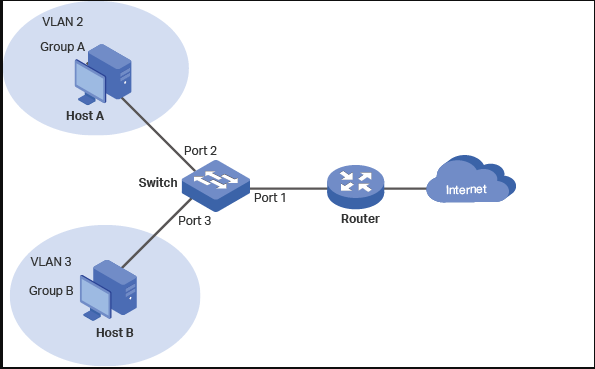 VLAN 2
Group A
Host A
Port 2
Switch
Port 1
Port 3
Router
Internet
VLAN 3
Group B
Host B